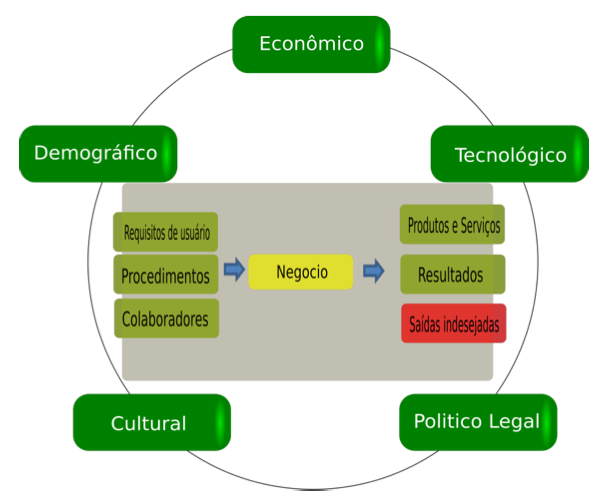 Econômico
Demográfico
Tecnológico
Requisitos de usuário
Procedimentos
Colaboradores
Negocio
Produtos e Serviços
Resultados
Saídas indesejadas
Cultural
Politico Legal